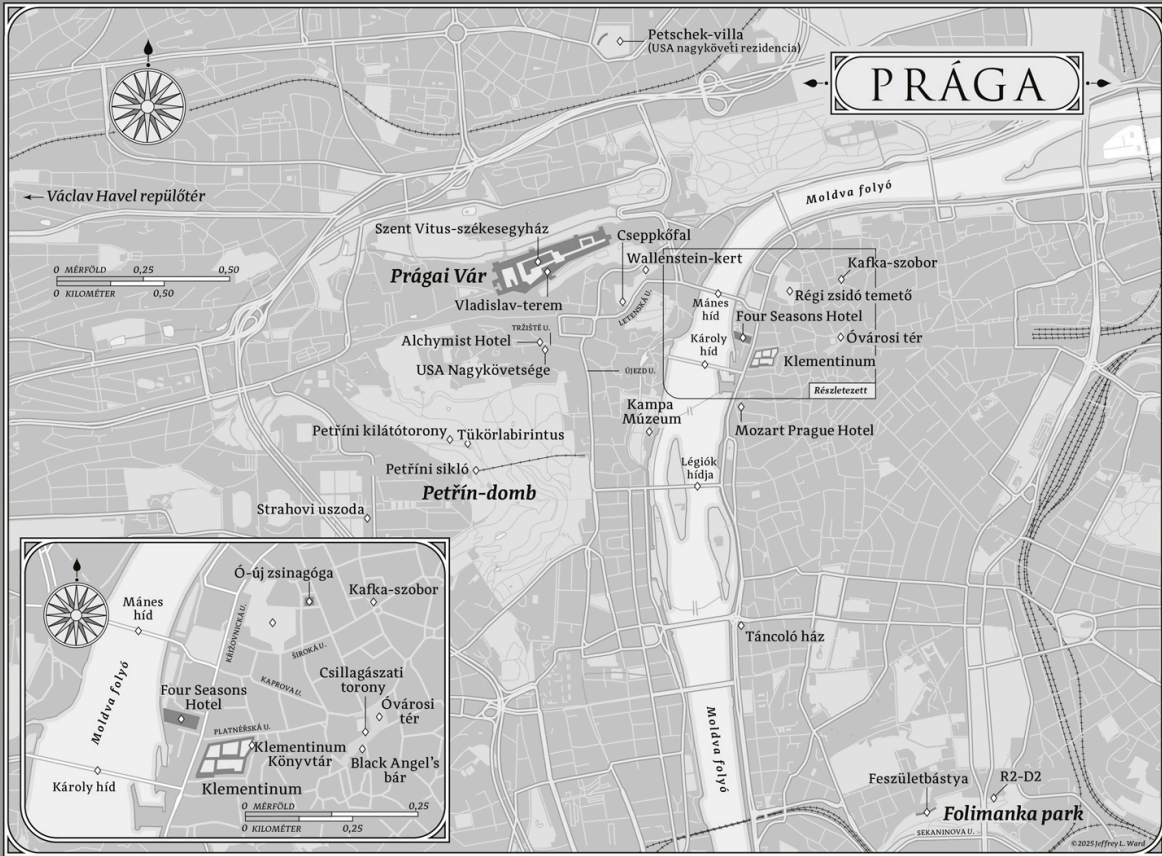 Petschek-villa
(USA nagyköveti rezidencia)
PRÁGA
Václav Havel repülőtér
Moldva folyó
Szent Vitus-székesegyház
Cseppkőfal
Wallenstein-kert
Kafka-szobor
0 MÉRFÖLD 0,25 0,50
0 KILOMÉTER 0,50
Prágai Vár
Régi zsidó temető
Vladislav-terem
LETENSKÁ U.
Mánes
híd
Four Seasons Hotel
TRŽIŠTĚ U.
Alchymist Hotel
Károly
híd
Óvárosi tér
USA Nagykövetsége
ÚJEZD U.
Klementinum
Részletezett
Kampa
Múzeum
Petříni kilátótorony
Tükörlabirintus
Mozart Prague Hotel
Petříni sikló
Légiók
hídja
Petřín-domb
Strahovi uszoda
Táncoló ház
Moldva folyó
Feszületbástya
R2-D2
Folimanka park
SEKANINOVA U.
©2025 Jeffrey L. Ward
Ó-új zsinagóga
Kafka-szobor
Mánes
híd
KŘIŽOVNICKÁ U.
ŠIROKÁ U.
Moldva folyó
KAPROVA U.
Csillagászati
torony
Four Seasons
Hotel
Óvárosi
tér
PLATNÉŘSKÁ U.
Klementinum
Könyvtár
Black Angel's
bár
Károly híd
Klementinum
0 MÉRFÖLD 0,25
0 KILOMÉTER 0,25